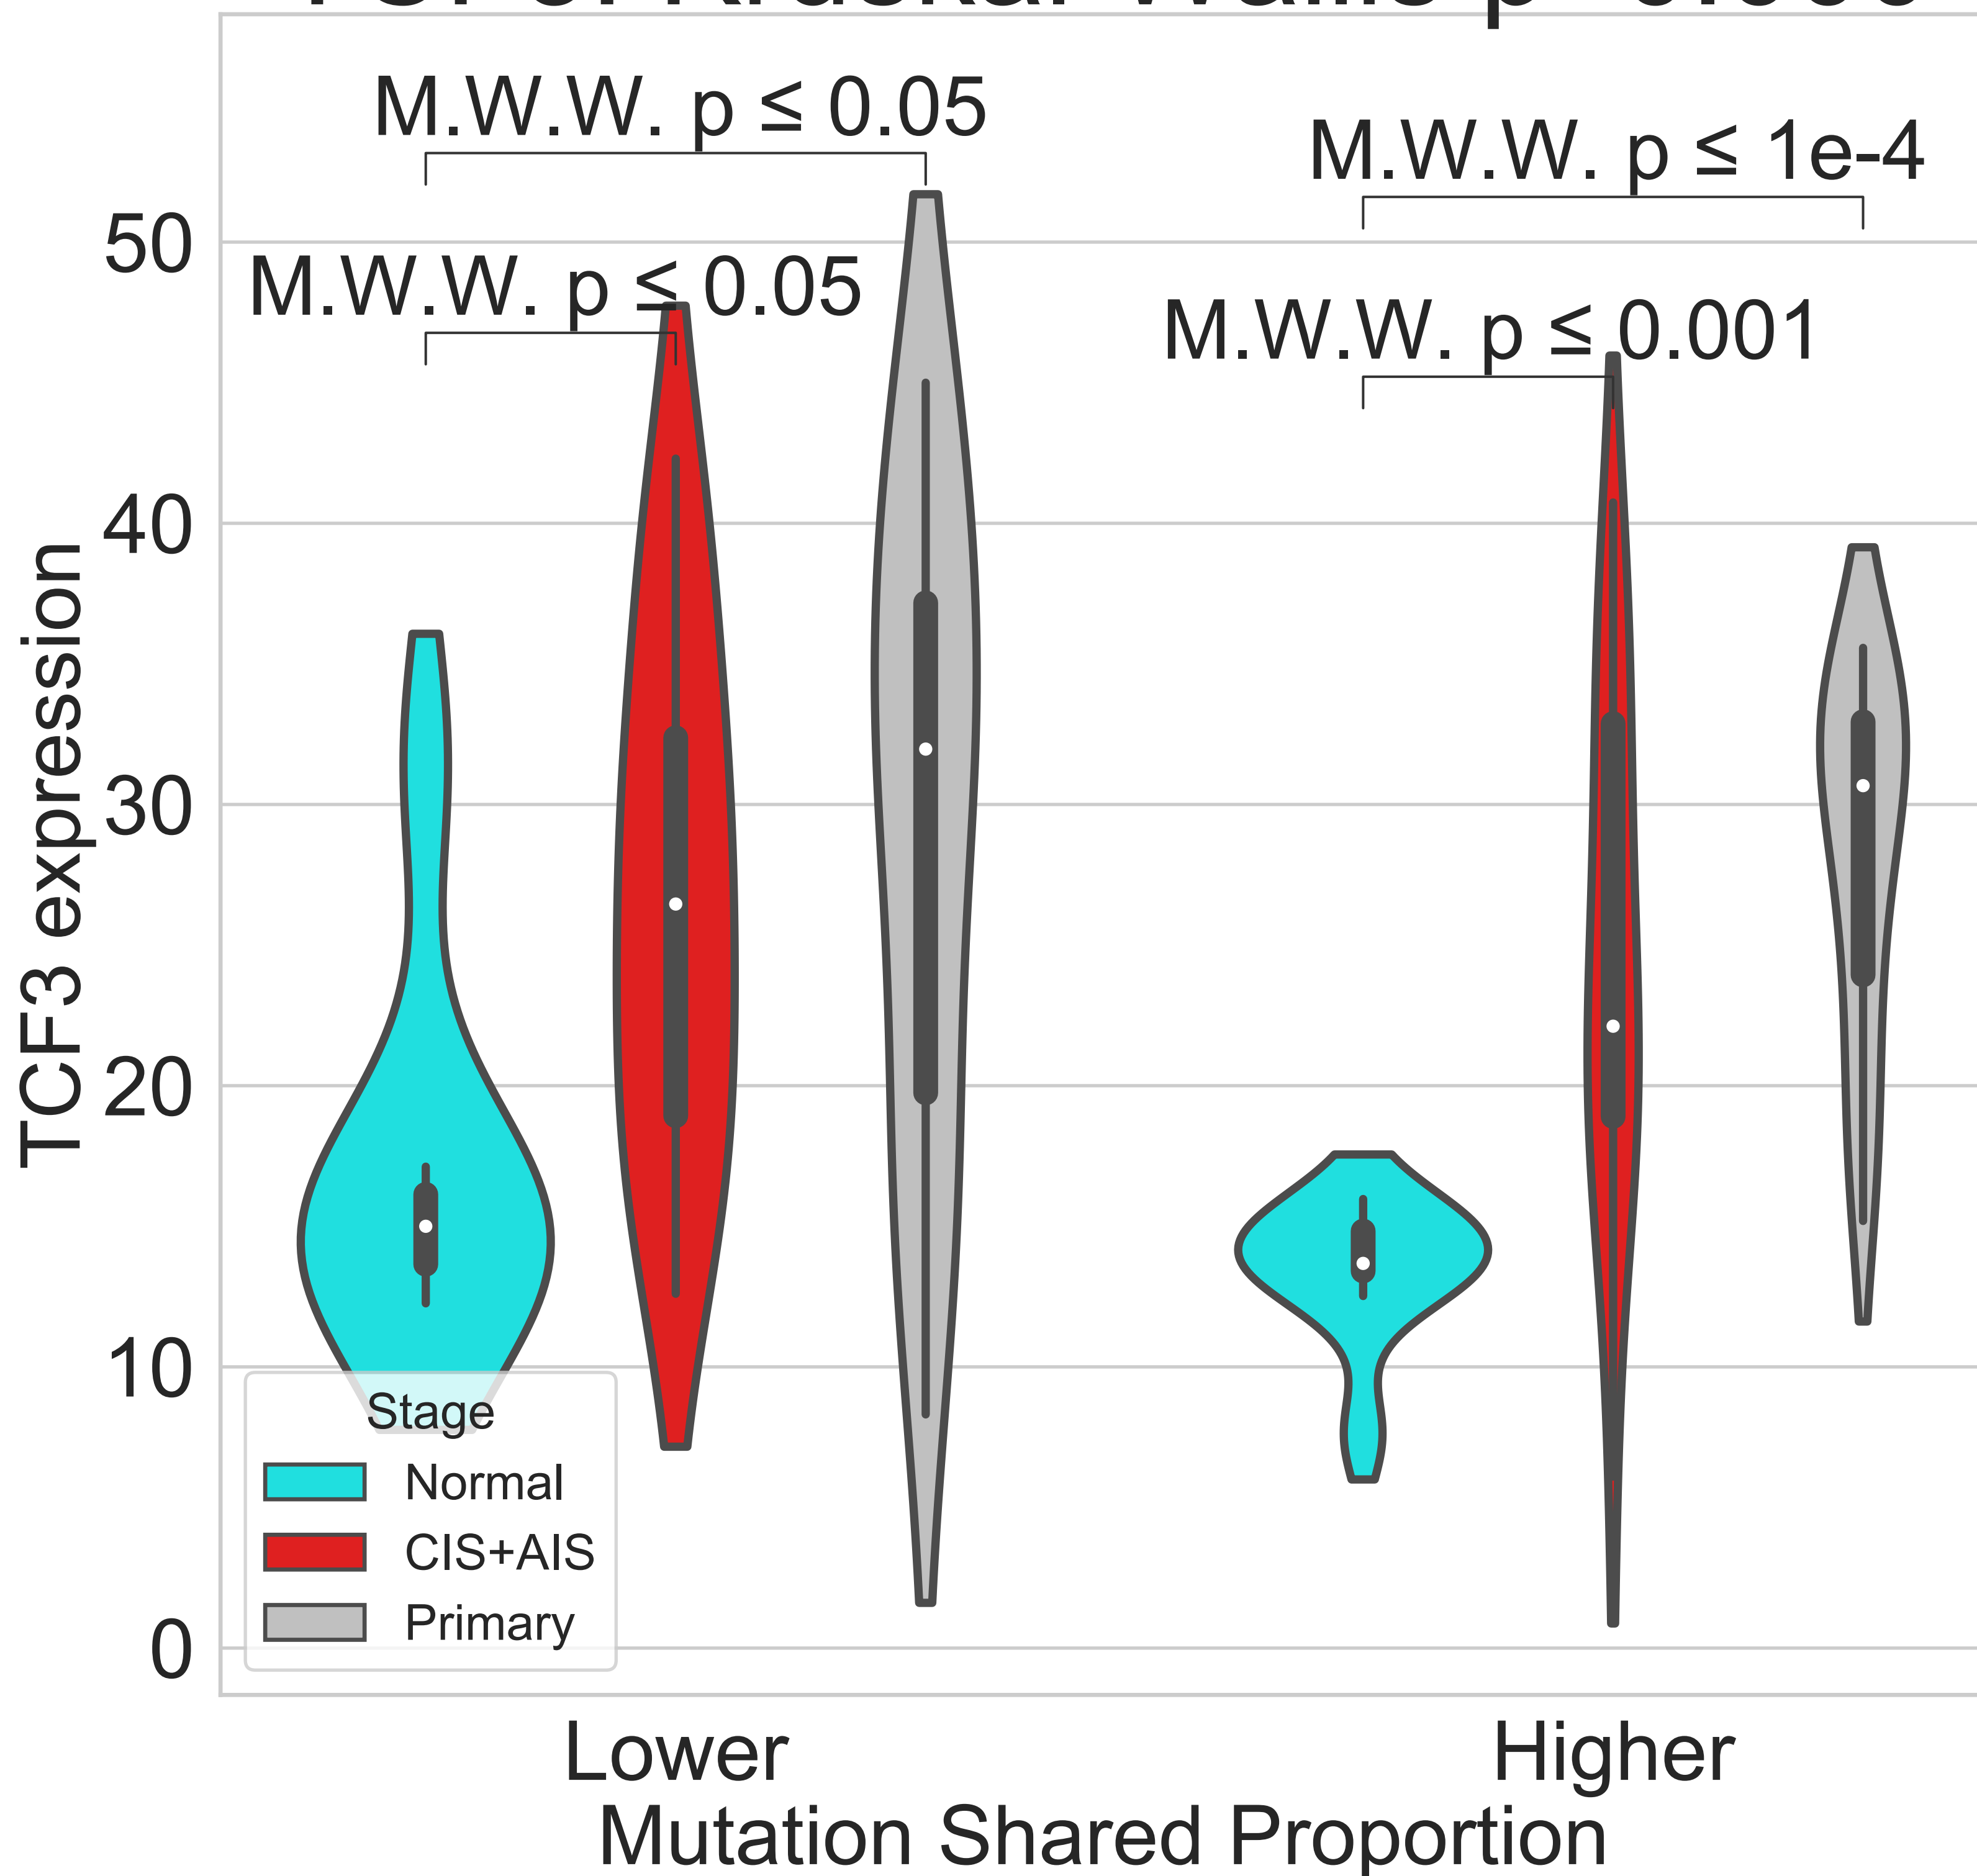 M.W.W. p ≤ 0.05
M.W.W. p ≤ 1e-4
M.W.W. p ≤ 0.05
M.W.W. p ≤ 0.001
50
40
30
20
10
0
TCF3 expression
Stage
Normal
CIS+AIS
Primary
Lower
Higher
Mutation Shared Proportion